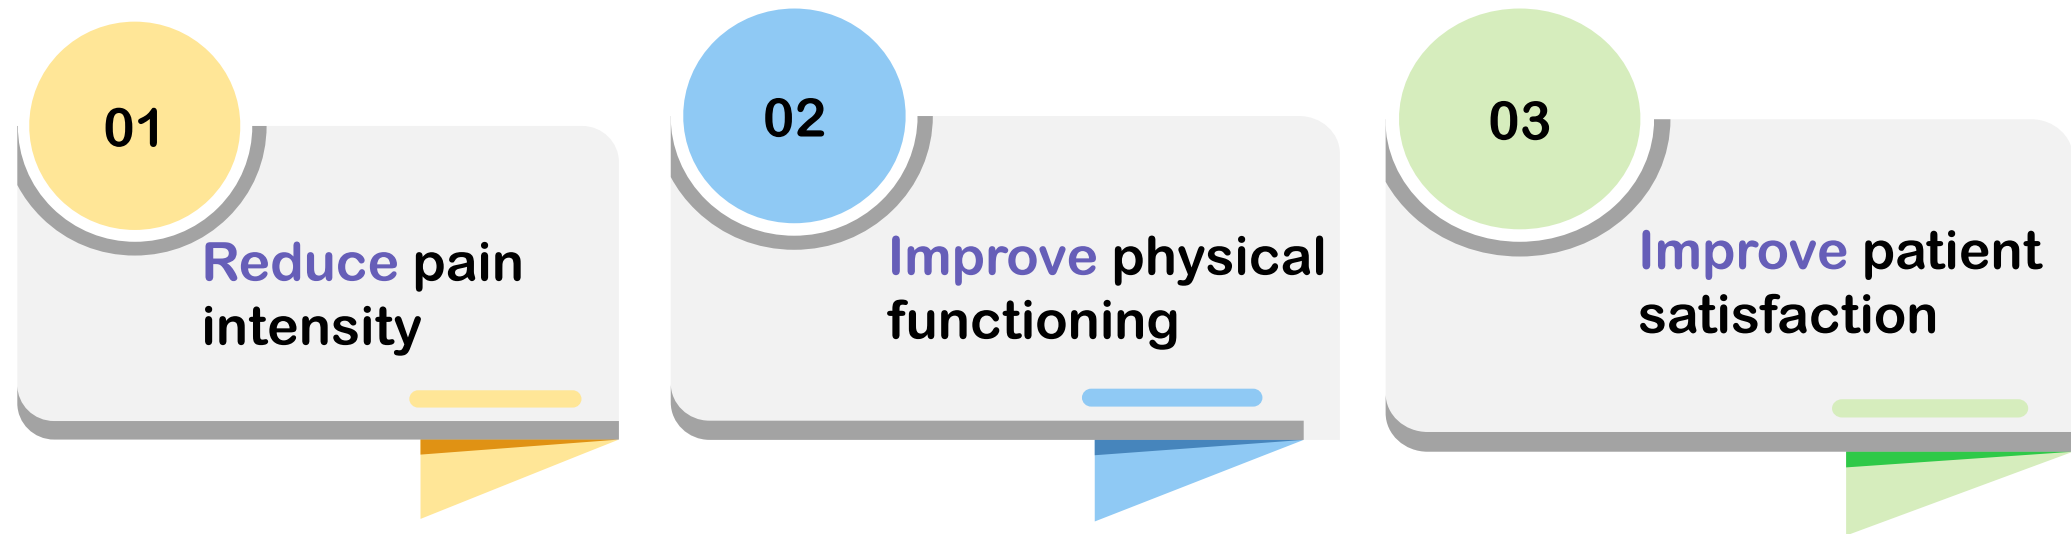 01
Reduce pain
intensity
02
Improve physical
functioning
03
Improve patient
satisfaction